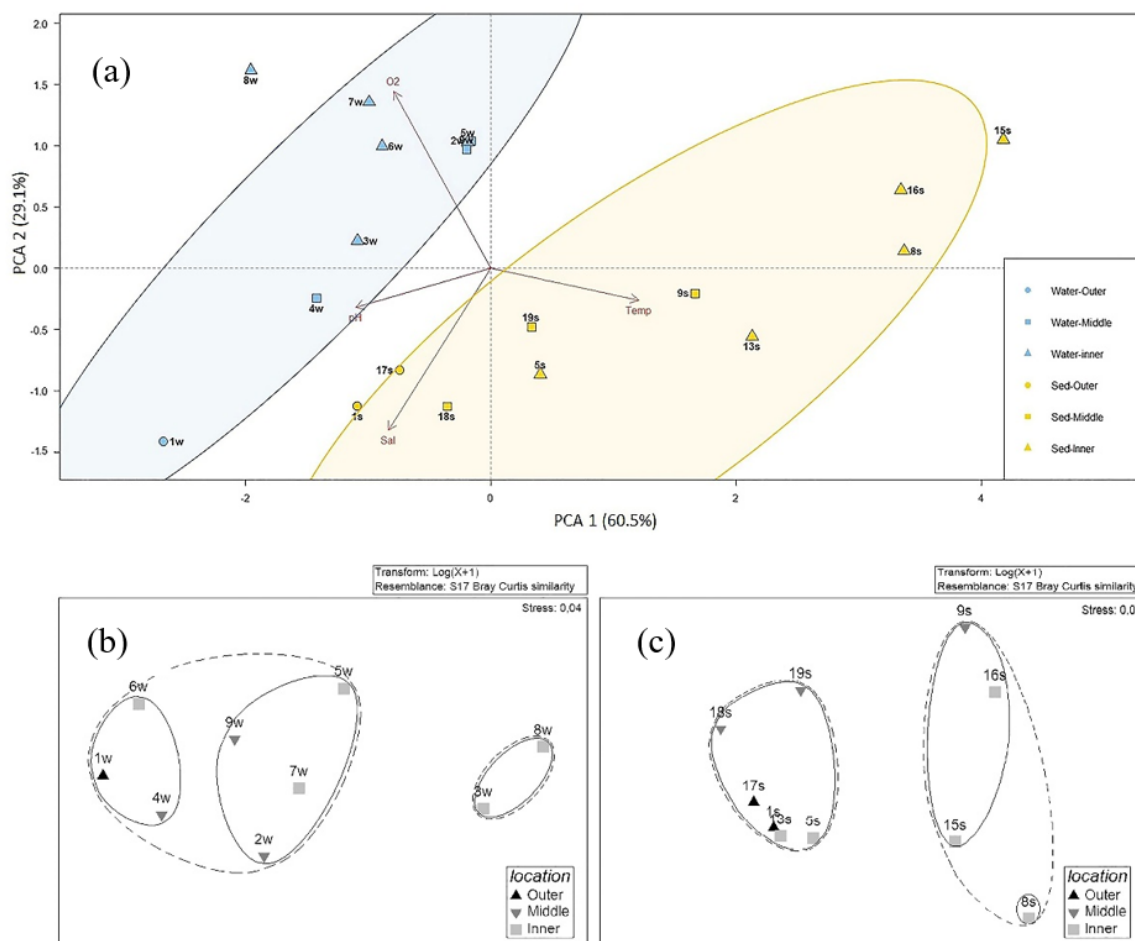 (a)
2.0
1.5
1.0
0.5
0.0
-0.5
-1.0
-1.5
PCA 2 (29.1%)
8w
O2
7w
5w
2w
6w
3w
4w
pH
1w
15s
16s
8s
9s
Temp
13s
19s
5s
17s
1s
18s
Sal
Water-Outer
Water-Middle
Water-inner
Sed-Outer
Sed-Middle
Sed-Inner
-2
0
2
4
PCA 1 (60.5%)
Transform: Log(X+1)
Resemblance: S17 Bray Curtis similarity
Stress: 0,04
(b)
6w
5w
9w
8w
1w
7w
4w
3w
2w
location
Outer
Middle
Inner
Transform: Log(X+1)
Resemblance: S17 Bray Curtis similarity
Stress: 0,0
(c)
9s
19s
16s
18s
17s
1s
13s
5s
15s
8s
location
Outer
Middle
Inner